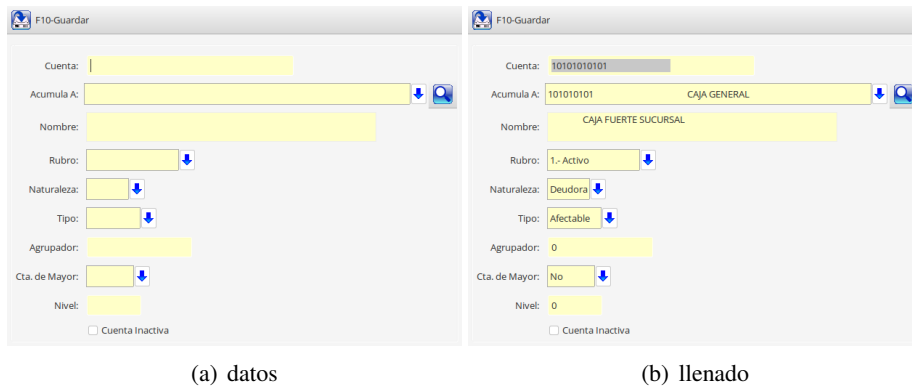 F10-Guardar
Cuenta:
Acumula A:
Nombre:
Rubro:
Naturaleza:
Tipo:
Agrupador:
Cta. de Mayor:
Nivel:
Cuenta Inactiva
(a) datos
F10-Guardar
Cuenta: 10101010101
Acumula A: 101010101 CAJA GENERAL
Nombre: CAJA FUERTE SUCURSAL
Rubro: 1.- Activo
Naturaleza: Deudora
Tipo: Afectable
Agrupador: 0
Cta. de Mayor: No
Nivel: 0
Cuenta Inactiva
(b) llenado